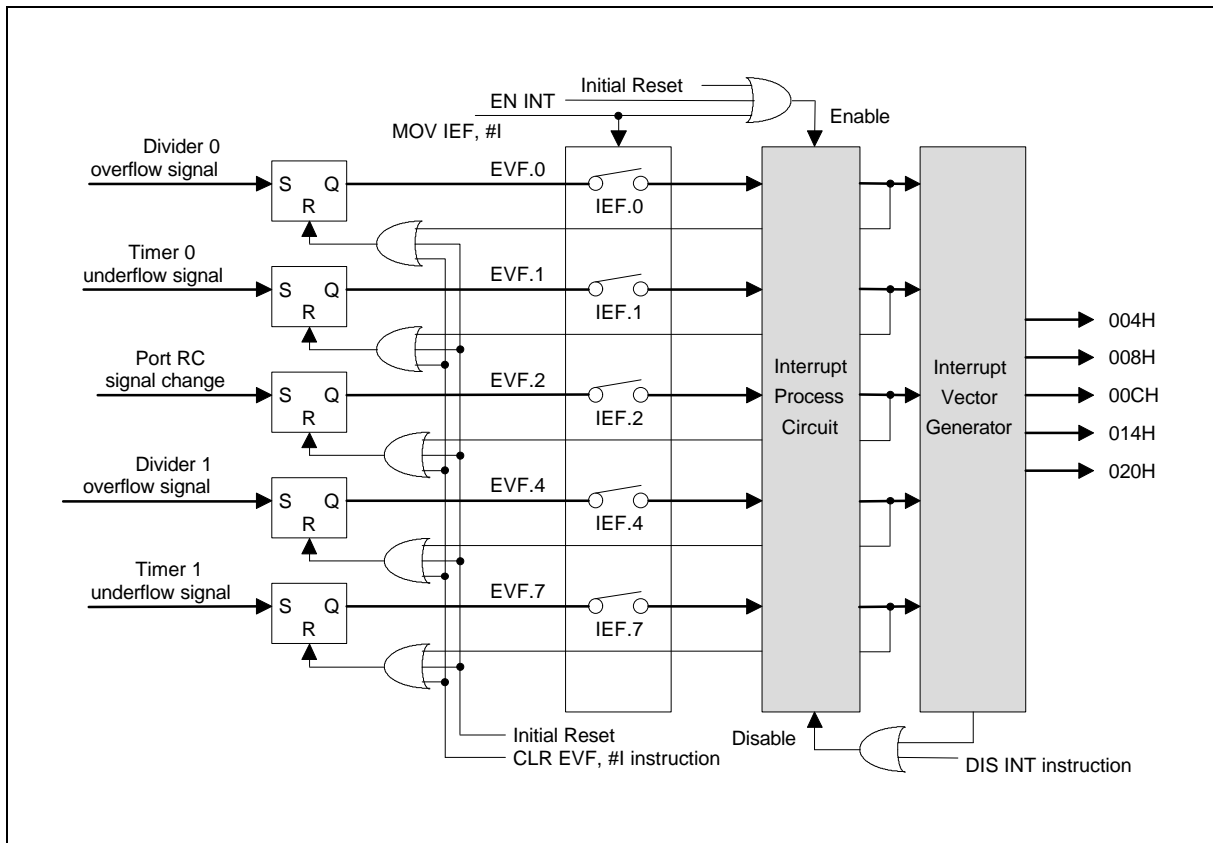 Initial Reset
EN INT
MOV IEF, #I
Enable
Divider 0
overflow signal
S Q
R
EVF.0
IEF.0
Timer 0
underflow signal
S Q
R
EVF.1
IEF.1
Port RC
signal change
S Q
R
EVF.2
IEF.2
Divider 1
overflow signal
S Q
R
EVF.4
IEF.4
Timer 1
underflow signal
S Q
R
EVF.7
IEF.7
Interrupt
Process
Circuit
Interrupt
Vector
Generator
004H
008H
00CH
014H
020H
Initial Reset
CLR EVF, #I instruction
Disable
DIS INT instruction